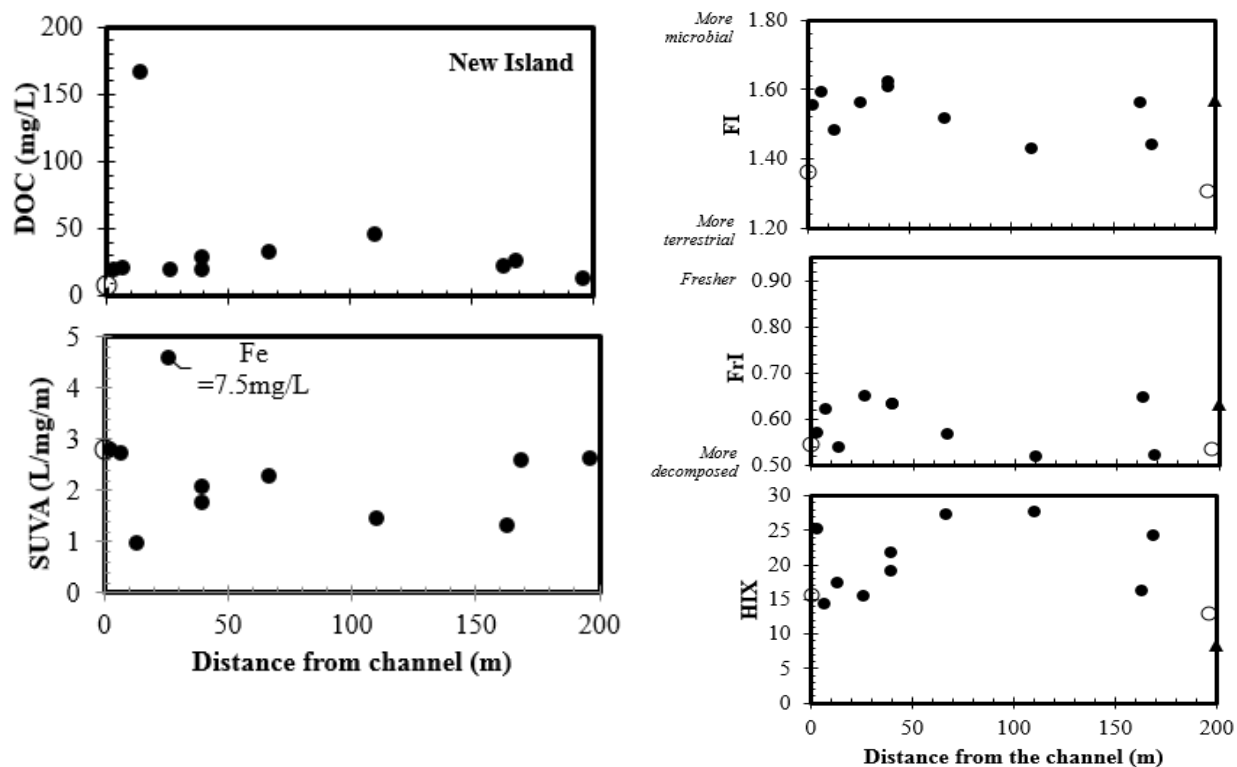 200
150
100
50
0
DOC (mg/L)
New Island
5
4
3
2
1
0
SUVA (L/mg/m)
Fe
=7.5mg/L
0
50
100
150
200
Distance from channel (m)
More
microbial
1.80
1.60
1.40
1.20
FI
More
terrestrial
Fresher
0.90
0.80
0.70
0.60
0.50
FrI
More
decomposed
30
25
20
15
10
5
0
HIX
0
50
100
150
200
Distance from the channel (m)